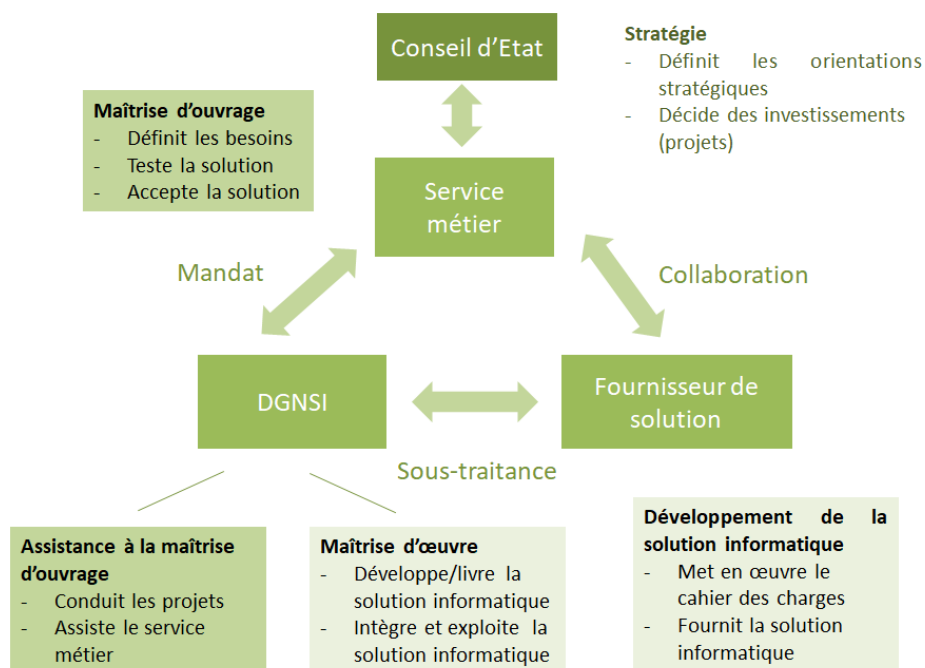 Conseil d'Etat
Stratégie
- Définit les orientations
stratégiques
- Décide des investissements
(projets)
Maîtrise d'ouvrage
- Définit les besoins
- Teste la solution
- Accepte la solution
Service
métier
Mandat
Collaboration
DGNSI
Fournisseur de
solution
Sous-traitance
Assistance à la maîtrise
d'ouvrage
- Conduit les projets
- Assiste le service
métier
Maîtrise d'œuvre
- Développe/livre la
solution informatique
- Intègre et exploite la
solution informatique
Développement de la
solution informatique
- Met en œuvre le
cahier des charges
- Fournit la solution
informatique